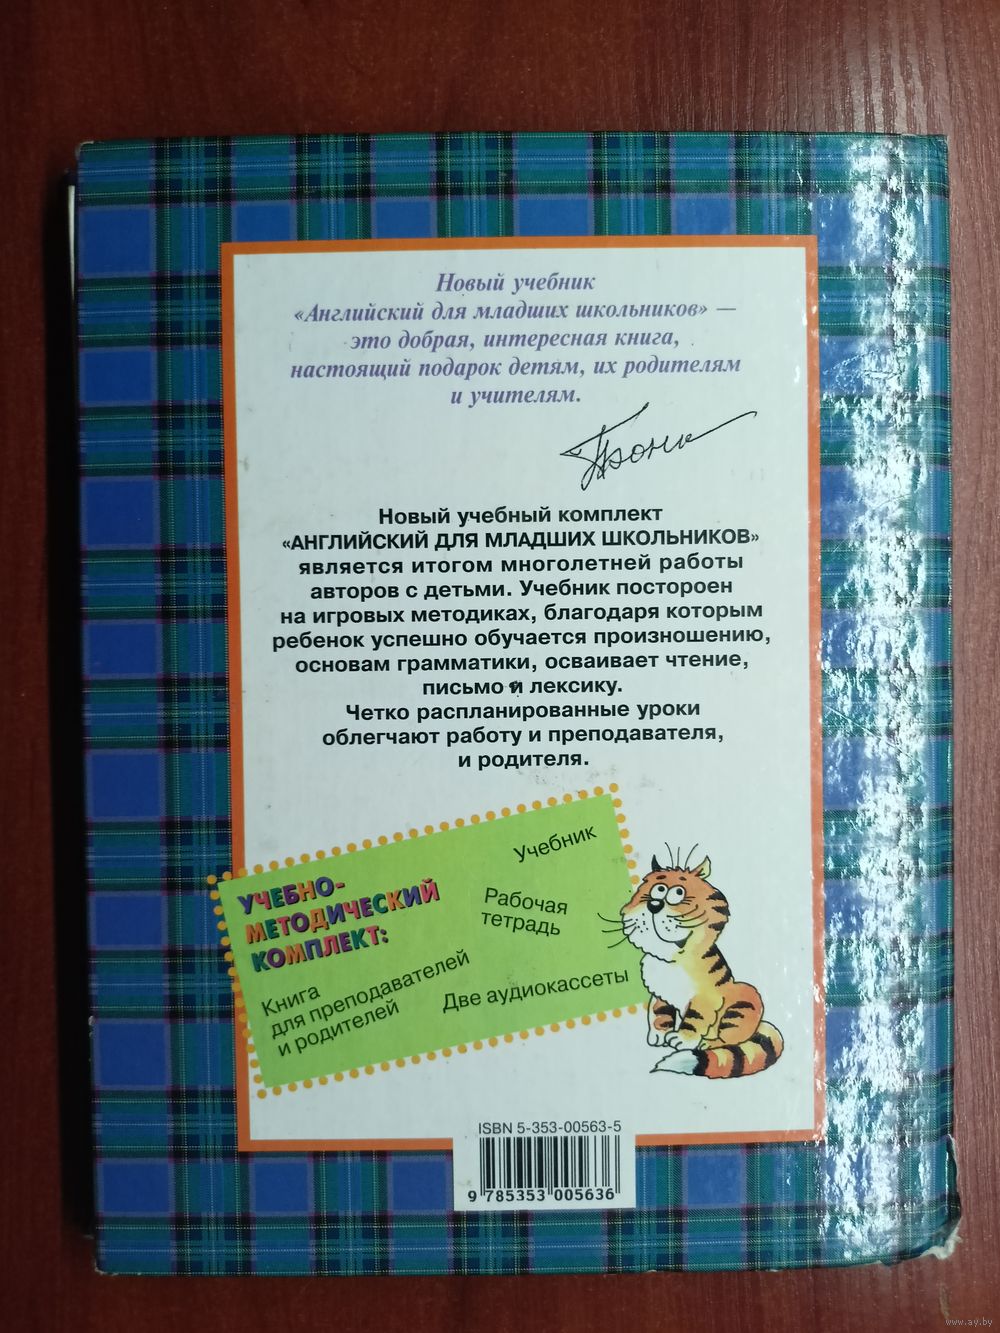 Новый учебник
«Английский для младших школьников» —
это добрая, интересная книга,
настоящий подарок детям, их родителям
и учителям.
Новый учебный комплект
«АНГЛИЙСКИЙ ДЛЯ МЛАДШИХ ШКОЛЬНИКОВ»
является итогом многолетней работы
авторов с детьми. Учебник постороен
на игровых методиках, благодаря которым
ребенок успешно обучается произношению,
основам грамматики, осваивает чтение,
письмо и лексику.
Четко распланированные уроки
облегчают работу и преподавателя,
и родителя.
УЧЕБНО-
МЕТОДИЧЕСКИЙ
КОМПЛЕКТ:
Учебник
Рабочая
тетрадь
Книга
для преподавателей
и родителей
Две аудиокассеты
ISBN 5-353-00563-5
9 785353 005636
www.ay.by